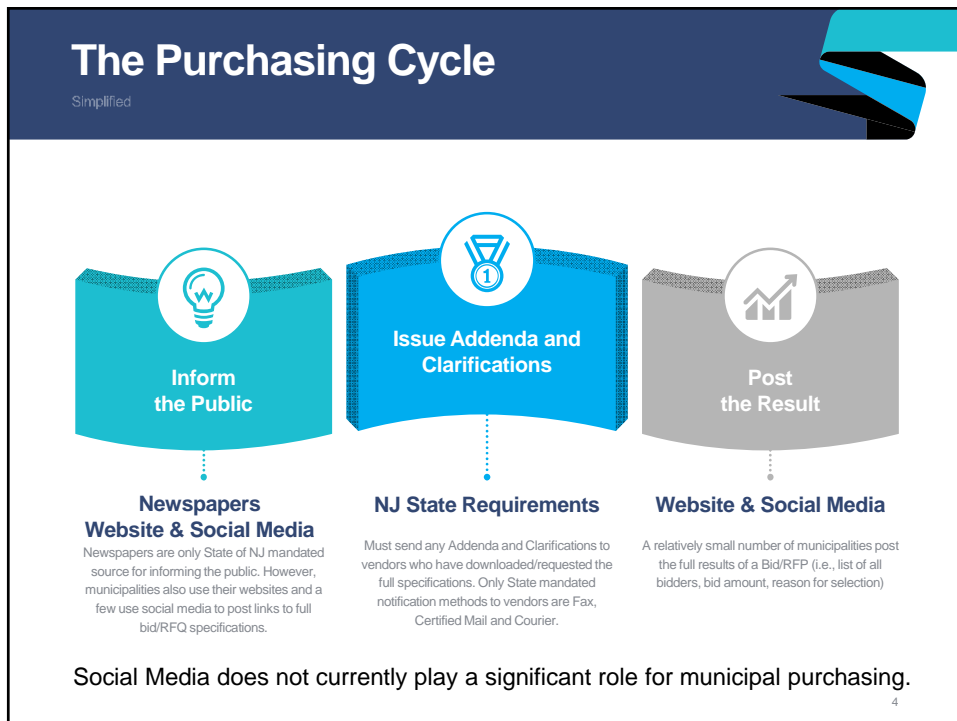 The Purchasing Cycle
Simplified
1
Issue Addenda and
Clarifications
Inform
the Public
Post
the Result
Newspapers
Website & Social Media
Newspapers are only State of NJ mandated
source for informing the public. However,
municipalities also use their websites and a
few use social media to post links to full
bid/RFQ specifications.
NJ State Requirements
Must send any Addenda and Clarifications to
vendors who have downloaded/requested the
full specifications. Only State mandated
notification methods to vendors are Fax,
Certified Mail and Courier.
Website & Social Media
A relatively small number of municipalities post
the full results of a Bid/RFP (i.e., list of all
bidders, bid amount, reason for selection)
Social Media does not currently play a significant role for municipal purchasing.
4